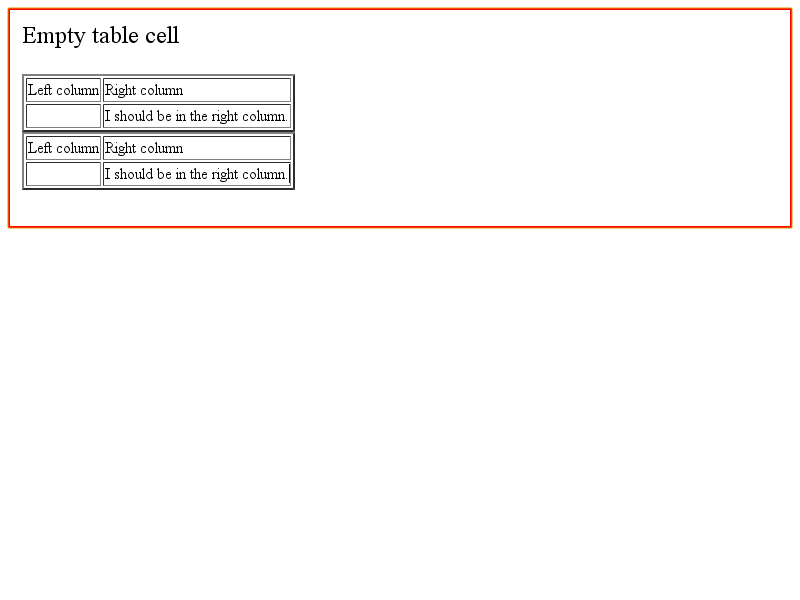 Empty table cell
Left column Right column
I should be in the right column.
Left column Right column
I should be in the right column.